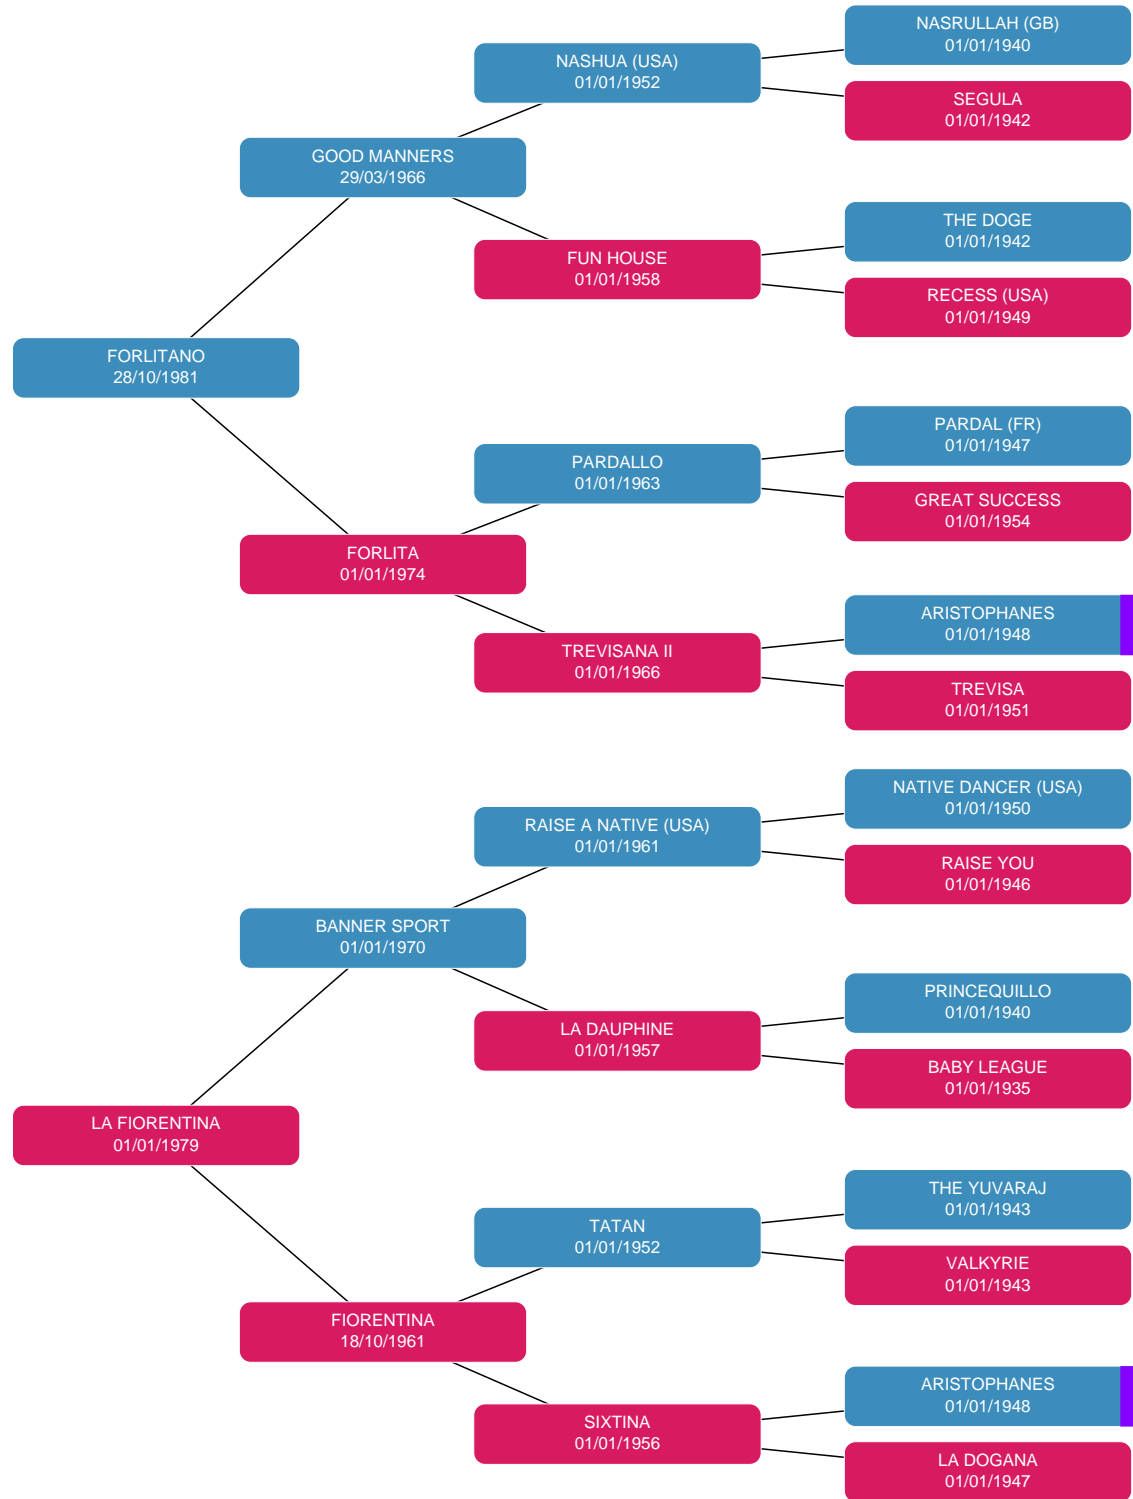 NASRULLAH (GB)
01/01/1940
NASHUA (USA)
01/01/1952
SEGULA
01/01/1942
GOOD MANNERS
29/03/1966
THE DOGE
01/01/1942
FUN HOUSE
01/01/1958
RECESS (USA)
01/01/1949
FORLITANO
28/10/1981
PARDAL (FR)
01/01/1947
PARDALLO
01/01/1963
GREAT SUCCESS
01/01/1954
FORLITA
01/01/1974
ARISTOPHANES
01/01/1948
TREVISANA II
01/01/1966
TREVISA
01/01/1951
NATIVE DANCER (USA)
01/01/1950
RAISE A NATIVE (USA)
01/01/1961
RAISE YOU
01/01/1946
BANNER SPORT
01/01/1970
PRINCEQUILLO
01/01/1940
LA DAUPHINE
01/01/1957
BABY LEAGUE
01/01/1935
LA FIORENTINA
01/01/1979
THE YUVARAJ
01/01/1943
TATAN
01/01/1952
VALKYRIE
01/01/1943
FIORENTINA
18/10/1961
ARISTOPHANES
01/01/1948
SIXTINA
01/01/1956
LA DOGANA
01/01/1947